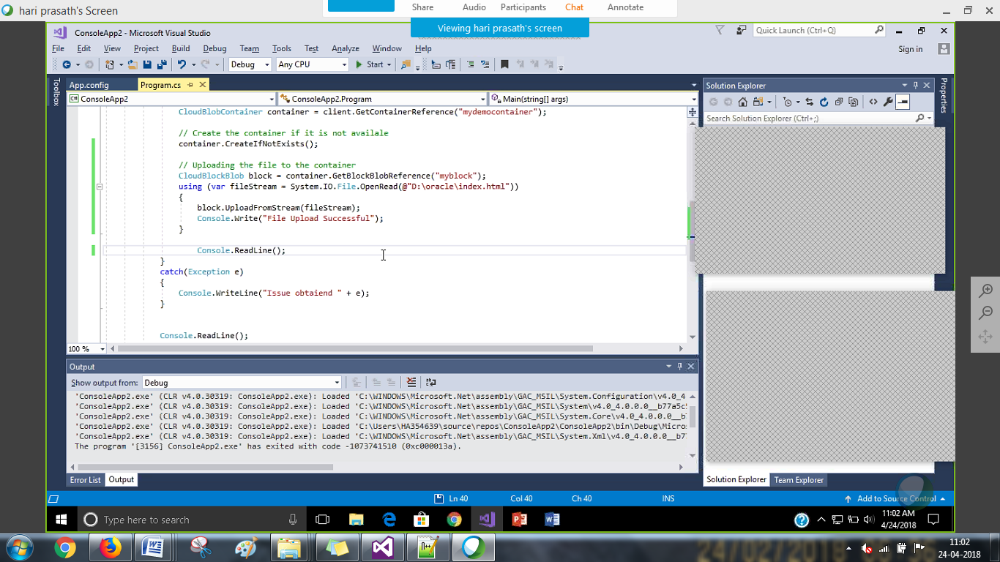 hari prasath's Screen
Share Audio Participants Chat Annotate
Viewing hari prasath's screen
ConsoleApp2 - Microsoft Visual Studio
Quick Launch (Ctrl+Q)
File Edit View Project Build Debug Team Tools Test Analyze Window Help
Sign in
Debug Any CPU Start
Toolbox
App.config Program.cs
ConsoleApp2 ConsoleApp2.Program Main(string[] args)
CloudBlobContainer container = client.GetContainerReference("mydemocontainer");
// Create the container if it is not availale
container.CreateIfNotExists();
// Uploading the file to the container
CloudBlockBlob block = container.GetBlockBlobReference("myblock");
using (var fileStream = System.IO.File.OpenRead(@"D:\oracle\index.html"))
{
block.UploadFromStream(fileStream);
Console.Write("File Upload Successful");
}
Console.ReadLine();
}
catch(Exception e)
{
Console.WriteLine("Issue obtaiend " + e);
}
Console.ReadLine();
100 %
Solution Explorer
Search Solution Explorer (Ctrl+;)
Properties
Output
Show output from: Debug
'ConsoleApp2.exe' (CLR v4.0.30319: ConsoleApp2.exe): Loaded 'C:\WINDOWS\Microsoft.Net\assembly\GAC_MSIL\System.Configuration\v4.0_4
'ConsoleApp2.exe' (CLR v4.0.30319: ConsoleApp2.exe): Loaded 'C:\WINDOWS\Microsoft.Net\assembly\GAC_MSIL\System\v4.0_4.0.0.0__b77a5c
'ConsoleApp2.exe' (CLR v4.0.30319: ConsoleApp2.exe): Loaded 'C:\WINDOWS\Microsoft.Net\assembly\GAC_MSIL\System.Core\v4.0_4.0.0.0__b
'ConsoleApp2.exe' (CLR v4.0.30319: ConsoleApp2.exe): Loaded 'C:\Users\HA354639\source\repos\ConsoleApp2\ConsoleApp2\bin\Debug\Micro
'ConsoleApp2.exe' (CLR v4.0.30319: ConsoleApp2.exe): Loaded 'C:\WINDOWS\Microsoft.Net\assembly\GAC_MSIL\System.Xml\v4.0_4.0.0.0__b7
The program '[3156] ConsoleApp2.exe' has exited with code -1073741510 (0xc000013a).
Error List Output
Solution Explorer Team Explorer
Ln 40 Col 40 Ch 40 INS Add to Source Control
Type here to search
11:02 AM
4/24/2018
11:02
24-04-2018